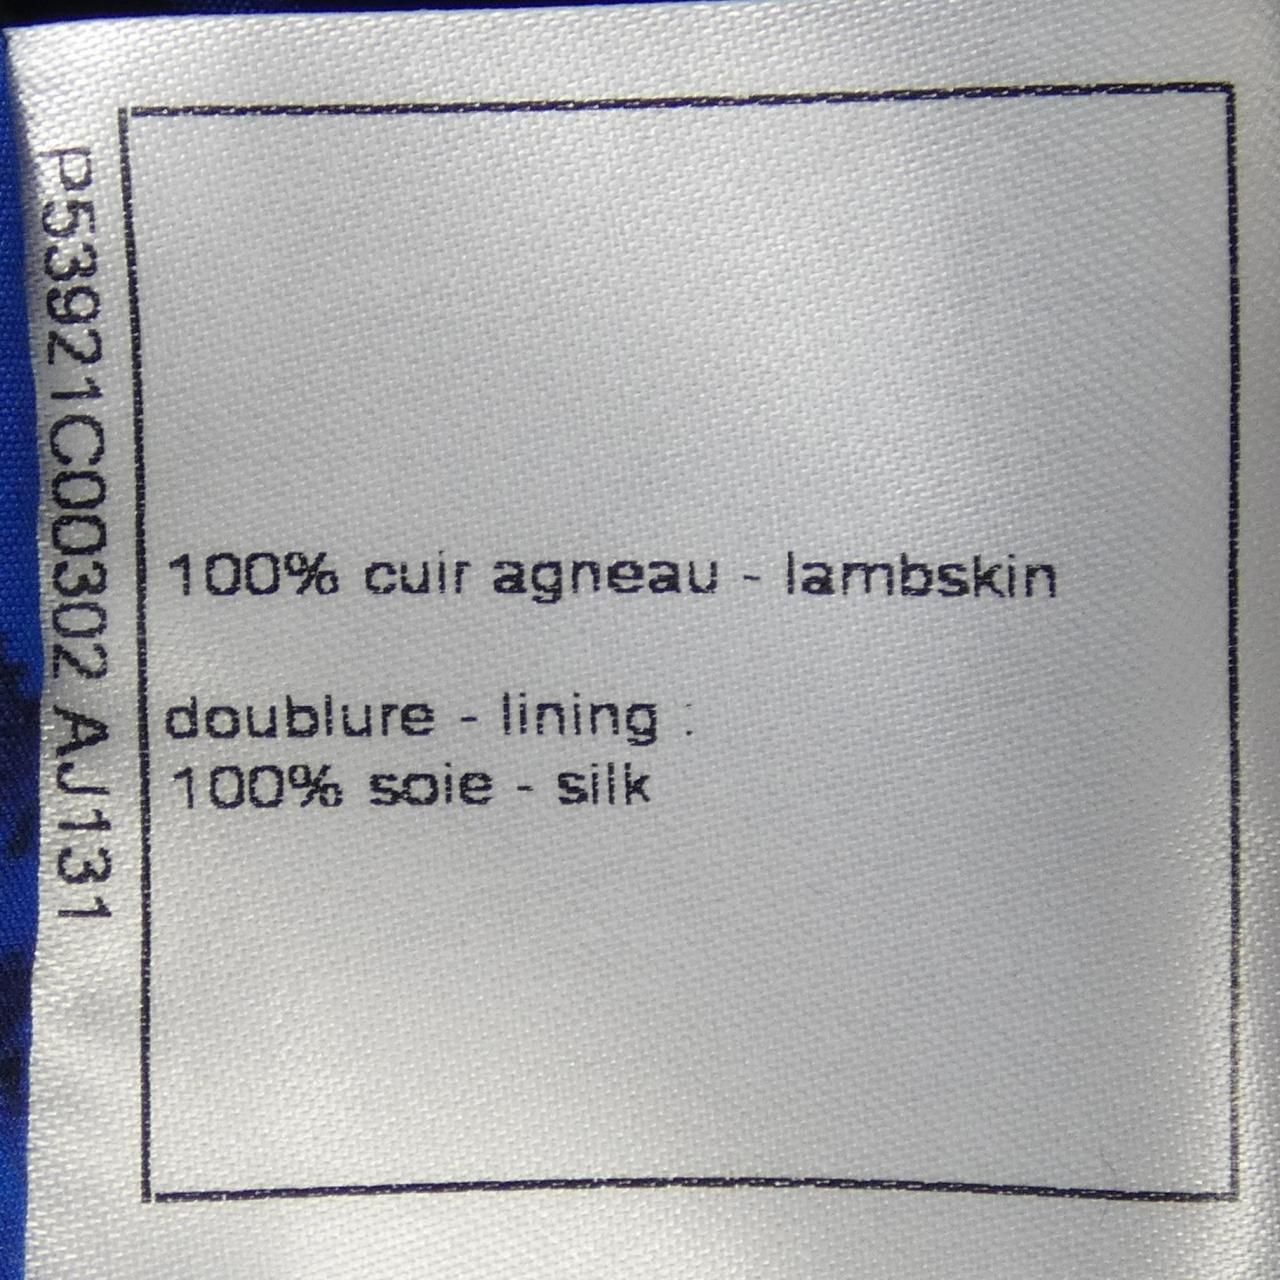 P53921C00302 AJ131
100% cuir agneau - lambskin
doublure - lining :
100% soie - silk